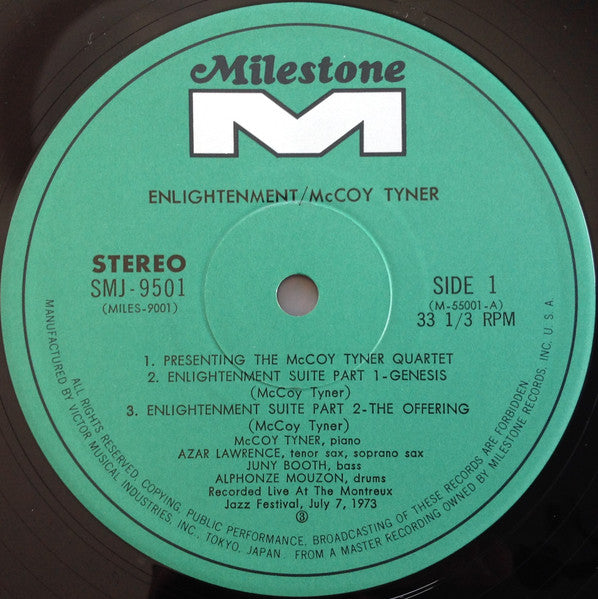 Milestone
M
ENLIGHTENMENT/McCOY TYNER
STEREO
SMJ-9501
(MILES-9001)
SIDE 1
(M-55001-A)
33 1/3 RPM
1. PRESENTING THE McCOY TYNER QUARTET
2. ENLIGHTENMENT SUITE PART 1-GENESIS
(McCoy Tyner)
3. ENLIGHTENMENT SUITE PART 2-THE OFFERING
(McCoy Tyner)
McCOY TYNER, piano
AZAR LAWRENCE, tenor sax, soprano sax
JUNY BOOTH, bass
ALPHONZE MOUZON, drums
Recorded Live At The Montreux
Jazz Festival, July 7, 1973
③
ALL RIGHTS RESERVED. COPYING, PUBLIC PERFORMANCE, BROADCASTING OF THESE RECORDS ARE FORBIDDEN
MANUFACTURED BY VICTOR MUSICAL INDUSTRIES, INC., TOKYO, JAPAN. FROM A MASTER RECORDING OWNED BY MILESTONE RECORDS, INC. U.S.A.